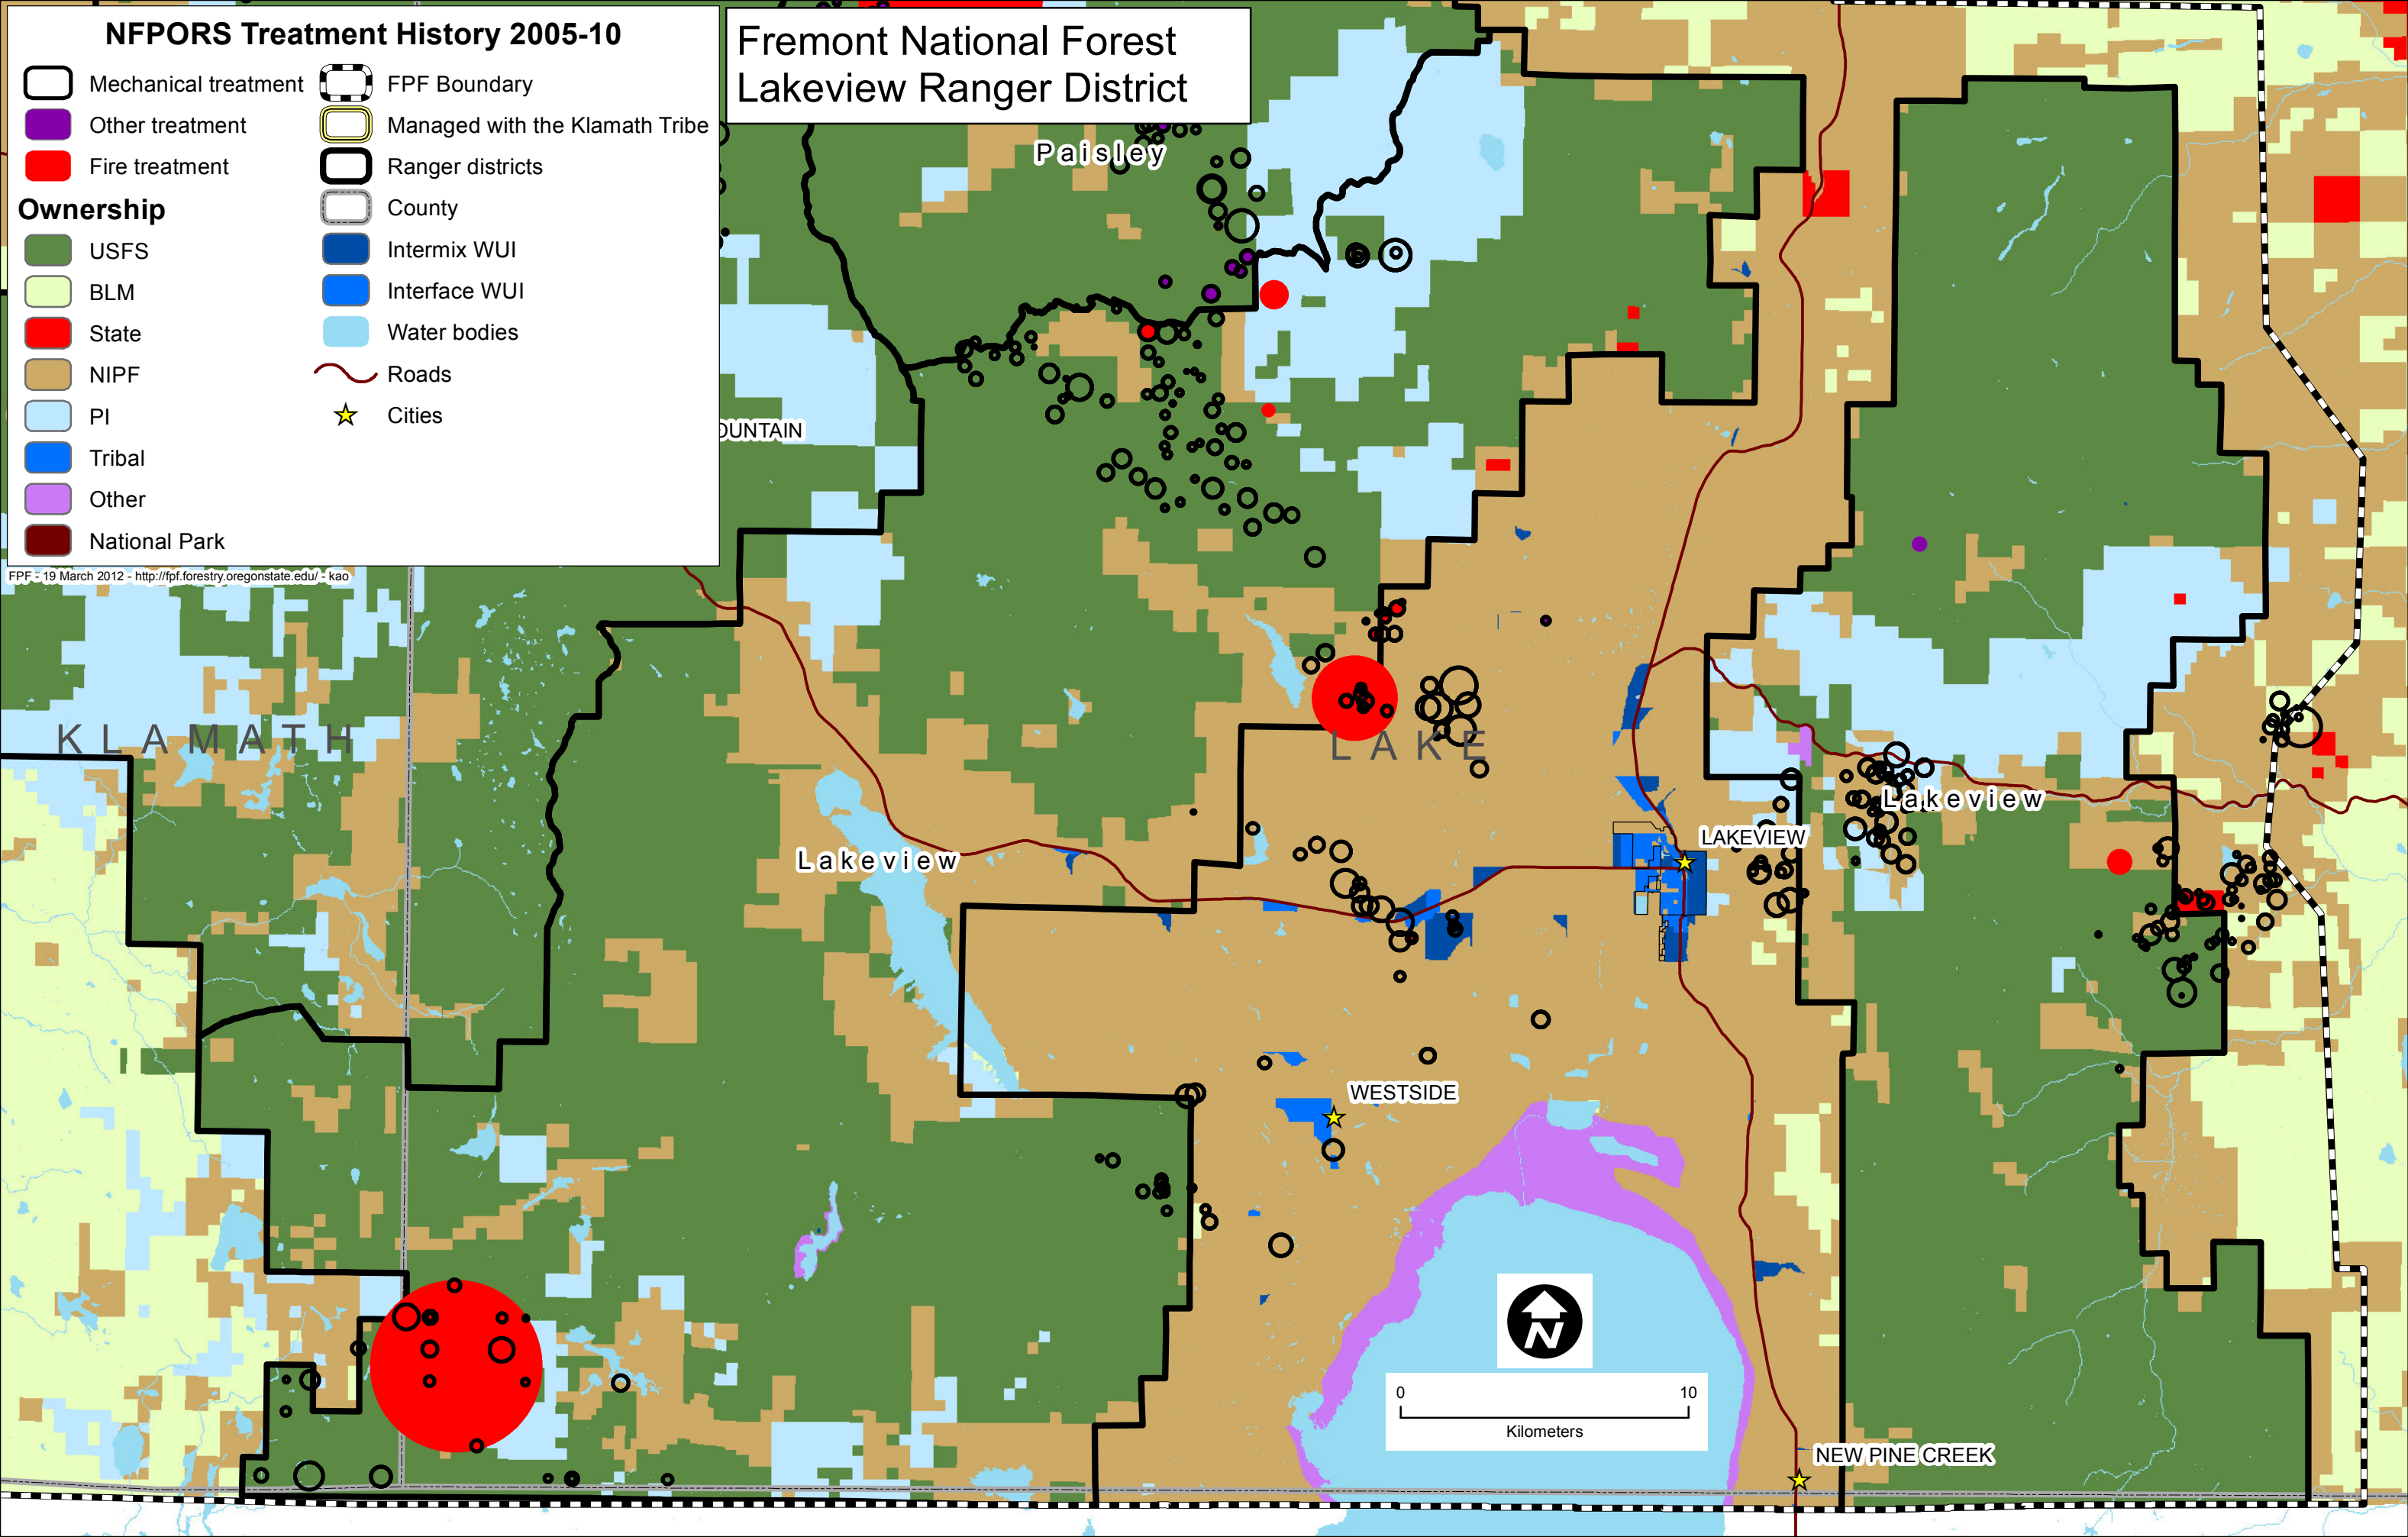 NFPORS Treatment History 2005-10
Mechanical treatment
Other treatment
Fire treatment
Ownership
USFS
BLM
State
NIPF
PI
Tribal
Other
National Park
FPF Boundary
Managed with the Klamath Tribe
Ranger districts
County
Intermix WUI
Interface WUI
Water bodies
Roads
Cities
FPF - 19 March 2012 - http://fpf.forestry.oregonstate.edu/ - kao
Fremont National Forest
Lakeview Ranger District
Paisley
OUNTAIN
KLAMATH
LAKE
Lakeview
LAKEVIEW
Lakeview
WESTSIDE
N
0 10
Kilometers
NEW PINE CREEK